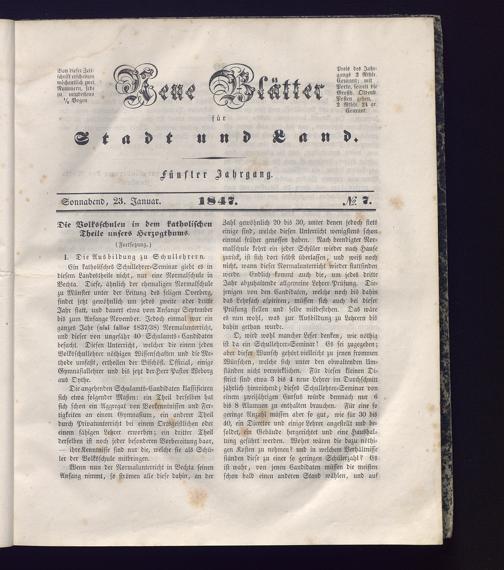 Von dieser Zeit-
schrift erscheinen
wöchentlich zwei
Nummern, jede
zu mindestens
½ Bogen
Neue Blätter
Preis des Jahr-
gangs 2 Rthlr.
Courant; mit
Porto, soweit die
Großh. Oldenb.
Posten gehen,
2 Rthlr. 24 gr.
Courant.
für
Stadt und Land.
Fünfter Jahrgang.
Sonnabend, 23. Januar.
1847.
№ 7.
Die Volksschulen in dem katholischen
Theile unsers Herzogthums.
(Fortsetzung.)
I. Die Ausbildung zu Schullehrern.
Ein katholisches Schullehrer-Seminar giebt es in
diesem Landestheile nicht, nur eine Normalschule in
Vechta. Diese, ähnlich der ehemaligen Normalschule
zu Münster unter der Leitung des seligen Overberg,
findet jetzt gewöhnlich um jedes zweite oder dritte
Jahr statt, und dauert etwa von Anfange September
bis zum Anfange November. Jedoch einmal war ein
ganzes Jahr (nisi fallor 1837/38) Normalunterricht,
und dieser von ungefähr 40 Schulamts-Candidaten
besucht. Diesen Unterricht, welcher die einem jeden
Volksschullehrer nöthigen Wissenschaften und die Me-
thode umfaßt, ertheilen der Bischöfl. Official, einige
Gymnasiallehrer und bis jetzt der Herr Pastor Weborg
aus Oythe.
Die angehenden Schulamts-Candidaten klassificiren
sich etwa folgender Maßen: ein Theil derselben hat
sich schon ein Aggregat von Kenntnissen und Fer-
tigkeiten an einem Gymnasium, ein anderer Theil
durch Privatunterricht bei einem Ortsgeistlichen oder
einem fähigen Lehrer erworben; ein dritter Theil
derselben ist noch jeder besonderen Vorbereitung baar,
— ihre Kenntnisse sind nur die, welche sie als Schü-
ler der Volksschule mitbringen.
Wenn nun der Normalunterricht in Vechta seinen
Anfang nimmt, so strömen alle diese dahin, an der
Zahl gewöhnlich 20 bis 30, unter denen jedoch stets
einige sind, welche diesen Unterricht wenigstens schon
einmal früher genossen haben. Nach beendigter Nor-
malschule kehrt ein jeder Schüler wieder nach Hause
zurück, ist sich dort selbst überlassen, und weiß noch
nicht, wann dieser Normalunterricht wieder stattfinden
werde. Endlich kommt auch die, um jedes dritte
Jahr abzuhaltende allgemeine Lehrer-Prüfung. Die-
jenigen von den Candidaten, welche noch bis dahin
das Lehrfach aspiriren, müssen sich auch bei dieser
Prüfung stellen und selbe mitbestehen. Das wäre
es nun wohl, was zur Ausbildung zu Lehrern bis
dahin gethan wurde.
O, wird wohl mancher Leser denken, wie nöthig
ist da ein Schullehrer-Seminar! Es sei zugegeben;
aber dieser Wunsch gehört vielleicht zu jenen frommen
Wünschen, welche sich unter den obwaltenden Um-
ständen nicht verwirklichen ließen. Für diesen kleinen Di-
strict sind etwa 3 bis 4 neue Lehrer im Durchschnitt
jährlich hinreichend; dieses Schullehrer-Seminar von
einem zweijährigen Cursus würde demnach nur 6
bis 8 Alumnen zu enthalten brauchen. Für eine so
geringe Anzahl müßten aber so gut, wie für 30 bis
40, ein Director und einige Lehrer angestellt und be-
soldet, ein Gebäude hergerichtet und eine Haushal-
tung geführt werden. Woher wären die dazu nöthi-
gen Kosten zu nehmen? und in welchem Verhältnisse
ständen diese zu einer so geringen Schülerzahl? Es
ist wahr, von jenen Candidaten müssen die meisten
schon bald einen andern Stand wählen, und auf